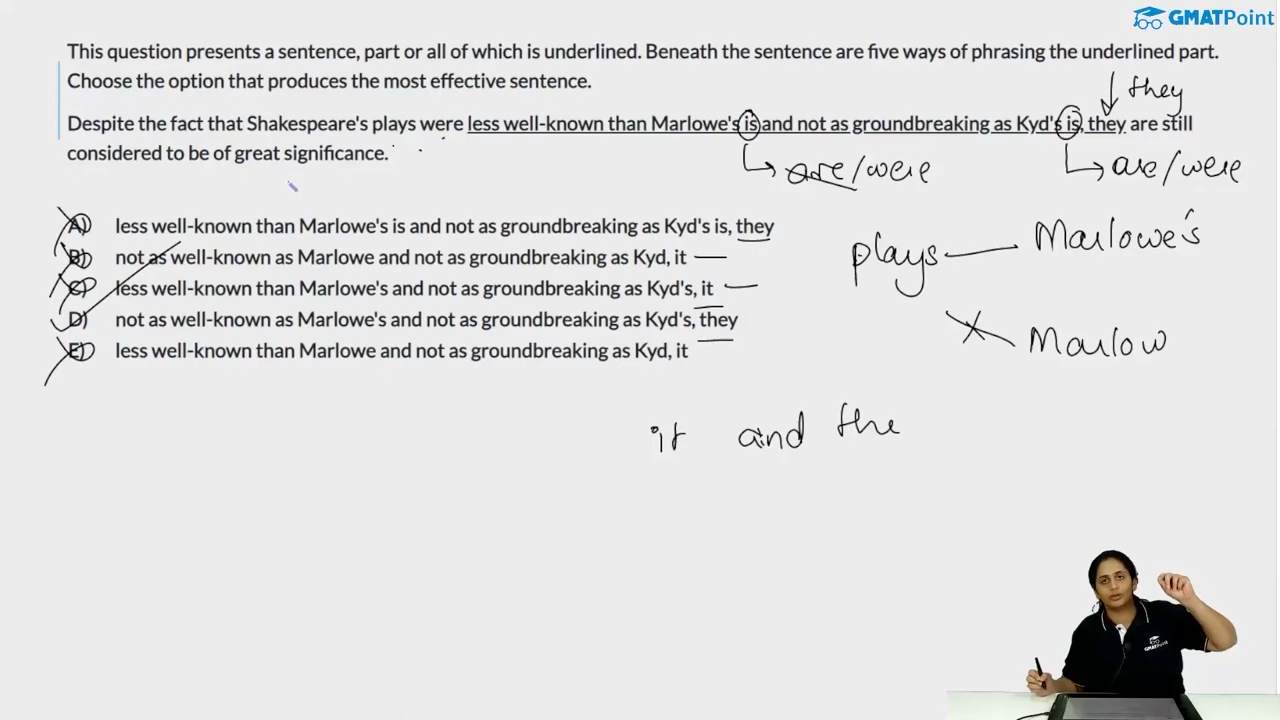 GMATPoint
This question presents a sentence, part or all of which is underlined. Beneath the sentence are five ways of phrasing the underlined part.
Choose the option that produces the most effective sentence.
they
Despite the fact that Shakespeare's plays were less well-known than Marlowe's is and not as groundbreaking as Kyd's is, they are still
considered to be of great significance.
are/were
are/were
A) less well-known than Marlowe's is and not as groundbreaking as Kyd's is, they
B) not as well-known as Marlowe and not as groundbreaking as Kyd, it
C) less well-known than Marlowe's and not as groundbreaking as Kyd's, it
D) not as well-known as Marlowe's and not as groundbreaking as Kyd's, they
E) less well-known than Marlowe and not as groundbreaking as Kyd, it
plays Marlowe's
Marlow
it and the
GMATPoint